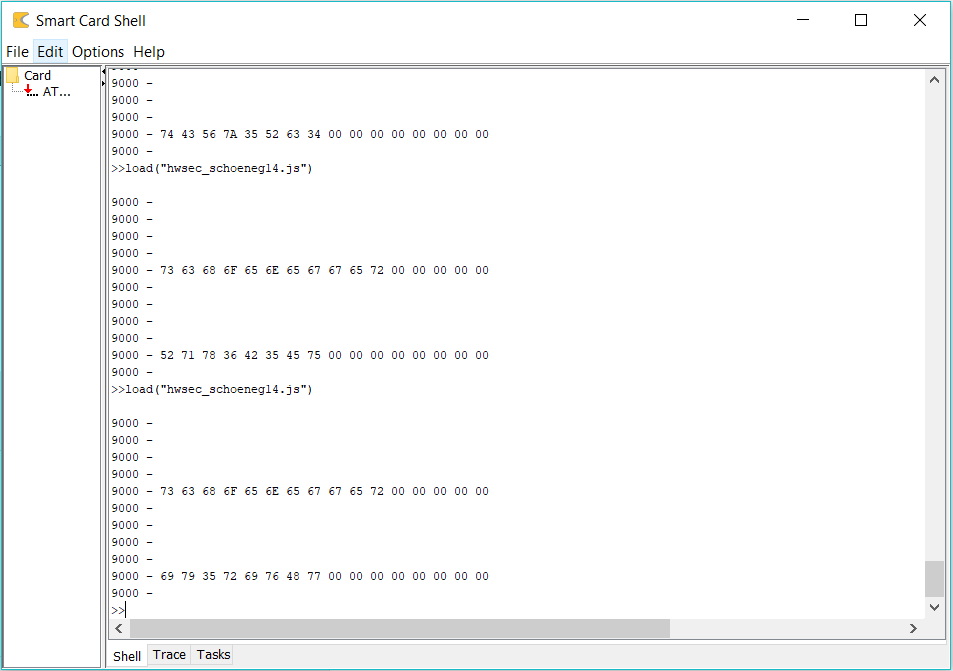 Smart Card Shell
File Edit Options Help
Card
AT...
9000 -
9000 -
9000 -
9000 - 74 43 56 7A 35 52 63 34 00 00 00 00 00 00 00 00
9000 -
>>load("hwsec_schoeneg14.js")
9000 -
9000 -
9000 -
9000 -
9000 - 73 63 68 6F 65 6E 65 67 67 65 72 00 00 00 00 00
9000 -
9000 -
9000 -
9000 -
9000 - 52 71 78 36 42 35 45 75 00 00 00 00 00 00 00 00
9000 -
>>load("hwsec_schoeneg14.js")
9000 -
9000 -
9000 -
9000 -
9000 - 73 63 68 6F 65 6E 65 67 67 65 72 00 00 00 00 00
9000 -
9000 -
9000 -
9000 -
9000 - 69 79 35 72 69 76 48 77 00 00 00 00 00 00 00 00
9000 -
>>
Shell Trace Tasks